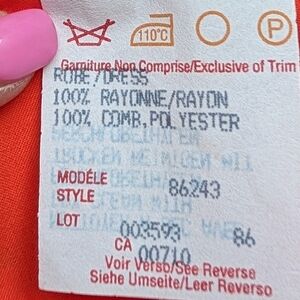 110°C
P
Garniture Non Comprise/Exclusive of Trim
ROBE/DRESS
100% RAYONNE/RAYON
100% COMB.POLYESTER
MODÉLE
STYLE 86243
LOT 003593 86
CA 00710
Voir Verso/See Reverse
Siehe Umseite/Leer Reverso